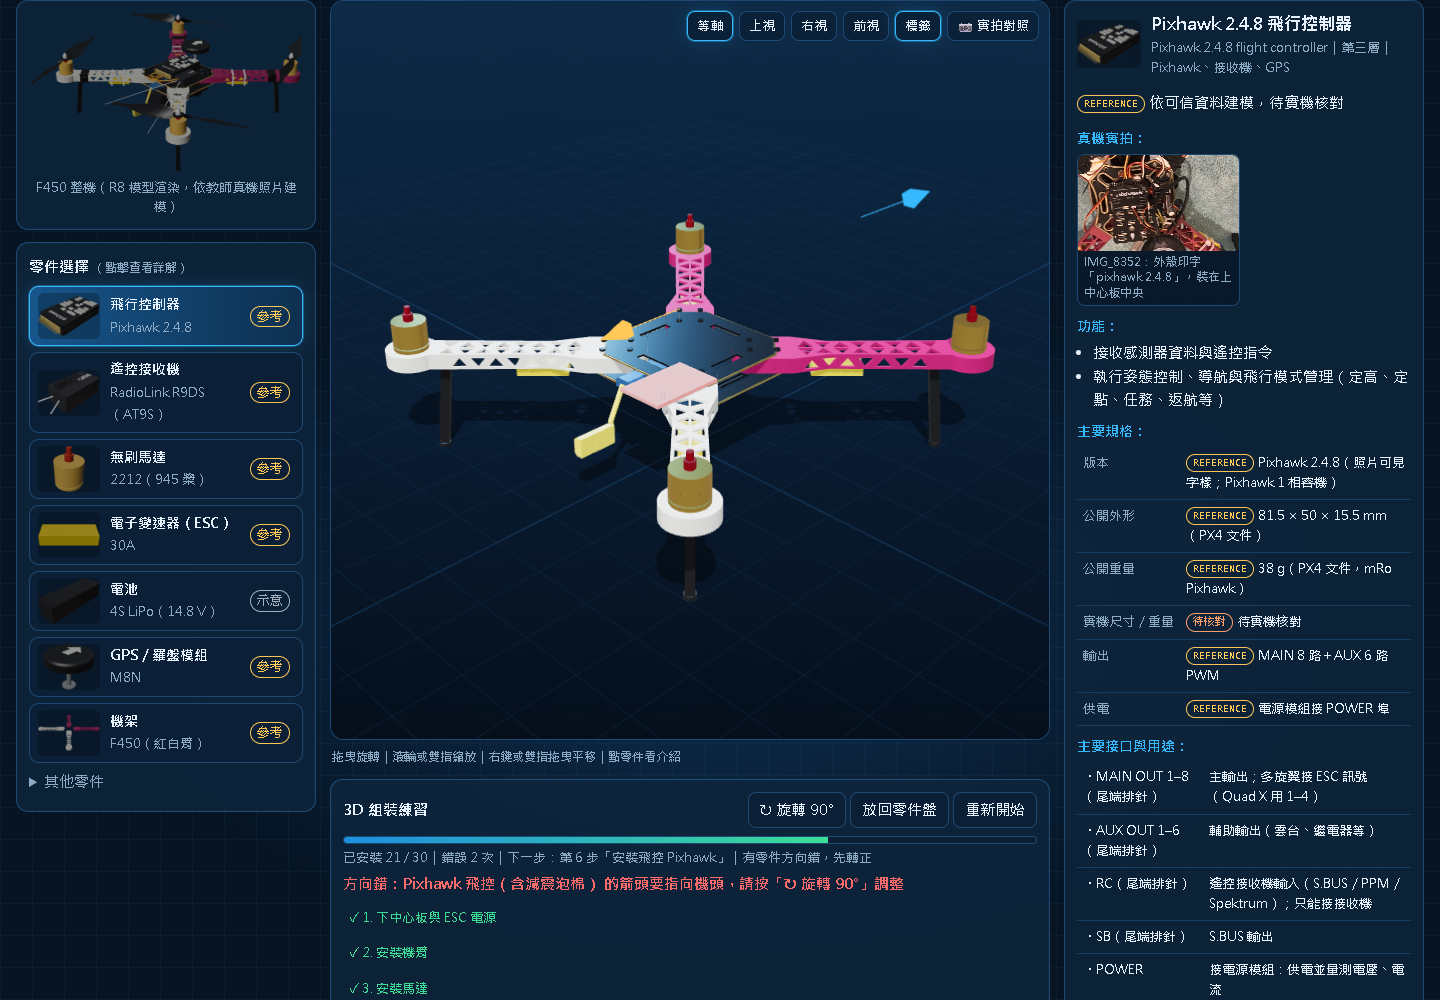 F450 整機（R8 模型渲染，依教師真機照片建
模）
零件選擇（點擊查看詳解）
飛行控制器
Pixhawk 2.4.8
參考
遙控接收機
RadioLink R9DS
（AT9S）
參考
無刷馬達
2212（945 槳）
參考
電子變速器（ESC）
30A
參考
電池
4S LiPo（14.8 V）
示意
GPS / 羅盤模組
M8N
參考
機架
F450（紅白臂）
參考
▶ 其他零件
等軸
上視
右視
前視
標籤
實拍對照
拖曳旋轉｜滾輪或雙指縮放｜右鍵或雙指拖曳平移｜點零件看介紹
3D 組裝練習
↻ 旋轉 90°
放回零件盤
重新開始
已安裝 21 / 30｜錯誤 2 次｜下一步：第 6 步「安裝飛控 Pixhawk」｜有零件方向錯，先轉正
方向錯：Pixhawk 飛控（含減震泡棉）的箭頭要指向機頭，請按「↻ 旋轉 90°」調整
✓ 1. 下中心板與 ESC 電源
✓ 2. 安裝機臂
✓ 3. 安裝馬達
Pixhawk 2.4.8 飛行控制器
Pixhawk 2.4.8 flight controller｜第三層｜
Pixhawk、接收機、GPS
REFERENCE 依可信資料建模，待實機核對
真機實拍：
IMG_8352：外殼印字
「pixhawk 2.4.8」，裝在上
中心板中央
功能：
• 接收感測器資料與遙控指令
• 執行姿態控制、導航與飛行模式管理（定高、定
點、任務、返航等）
主要規格：
版本
REFERENCE Pixhawk 2.4.8（照片可見
字樣；Pixhawk 1 相容機）
公開外形
REFERENCE 81.5 × 50 × 15.5 mm
（PX4 文件）
公開重量
REFERENCE 38 g（PX4 文件，mRo
Pixhawk）
實機尺寸 / 重量
待核對 待實機核對
輸出
REFERENCE MAIN 8 路+AUX 6 路
PWM
供電
REFERENCE 電源模組接 POWER 埠
主要接口與用途：
・MAIN OUT 1–8
（尾端排針）
主輸出；多旋翼接 ESC 訊號
（Quad X 用 1–4）
・AUX OUT 1–6
（尾端排針）
輔助輸出（雲台、繼電器等）
・RC（尾端排針）
遙控接收機輸入（S.BUS / PPM /
Spektrum）；只能接接收機
・SB（尾端排針）
S.BUS 輸出
・POWER
接電源模組：供電並量測電壓、電
流